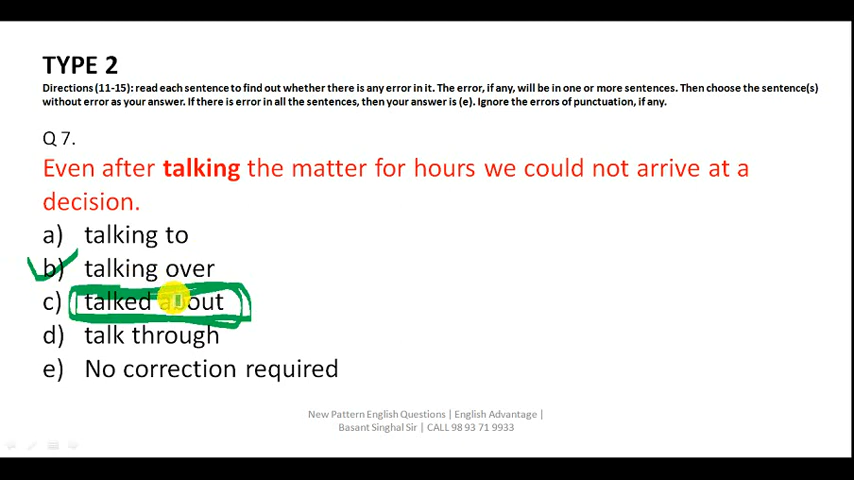 TYPE 2
Directions (11-15): read each sentence to find out whether there is any error in it. The error, if any, will be in one or more sentences. Then choose the sentence(s)
without error as your answer. If there is error in all the sentences, then your answer is (e). Ignore the errors of punctuation, if any.
Q 7.
Even after talking the matter for hours we could not arrive at a
decision.
a) talking to
b) talking over
c) talked about
d) talk through
e) No correction required
New Pattern English Questions | English Advantage |
Basant Singhal Sir | CALL 98 93 71 9933